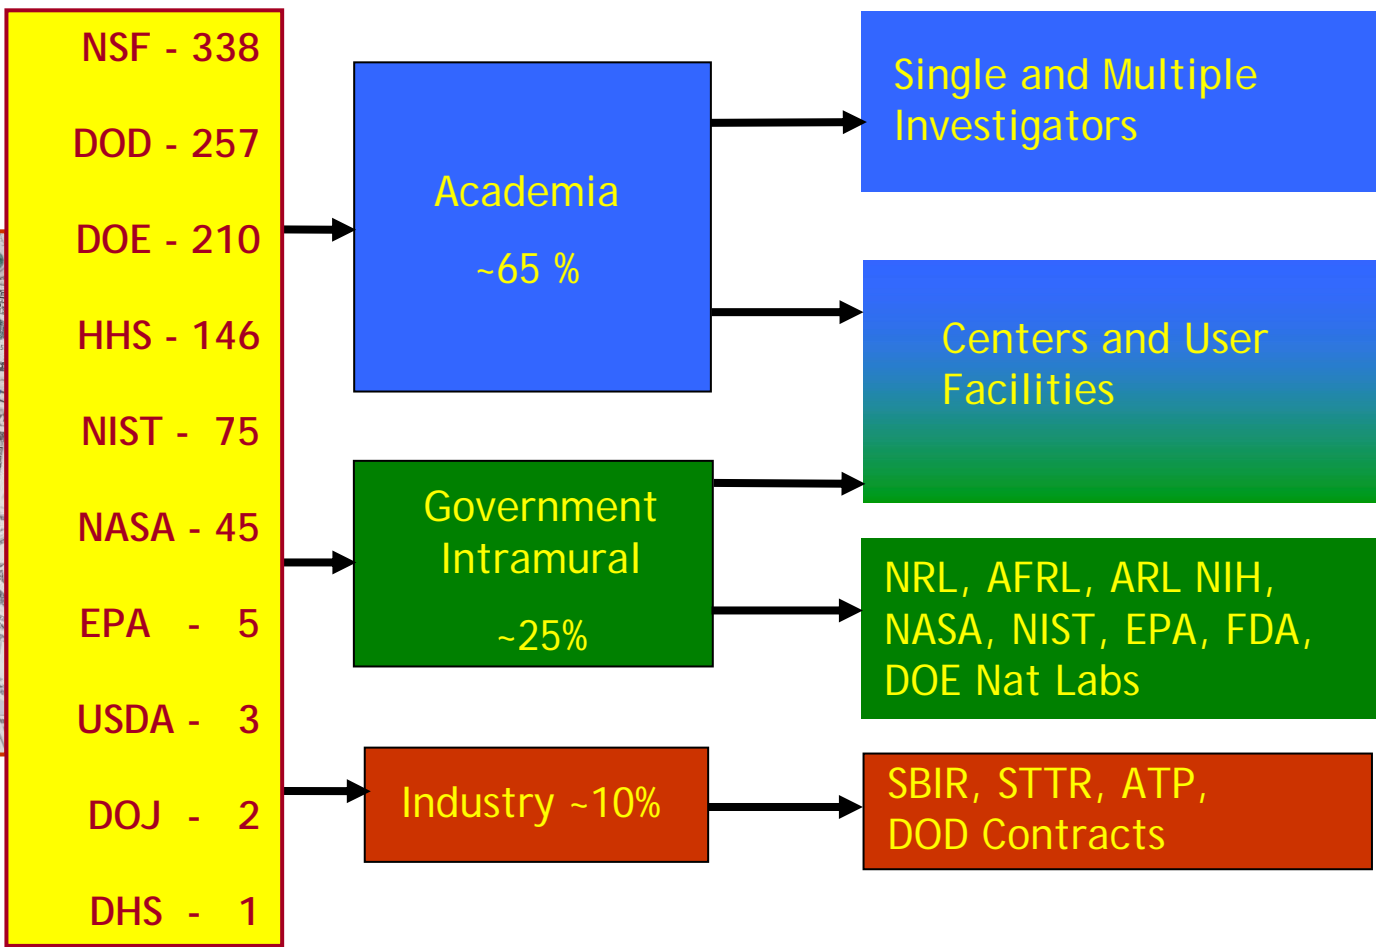 NSF - 338
DOD - 257
DOE - 210
HHS - 146
NIST - 75
NASA - 45
EPA - 5
USDA - 3
DOJ - 2
DHS - 1
Academia
~65 %
Government
Intramural
~25%
Industry ~10%
Single and Multiple
Investigators
Centers and User
Facilities
NRL, AFRL, ARL NIH,
NASA, NIST, EPA, FDA,
DOE Nat Labs
SBIR, STTR, ATP,
DOD Contracts